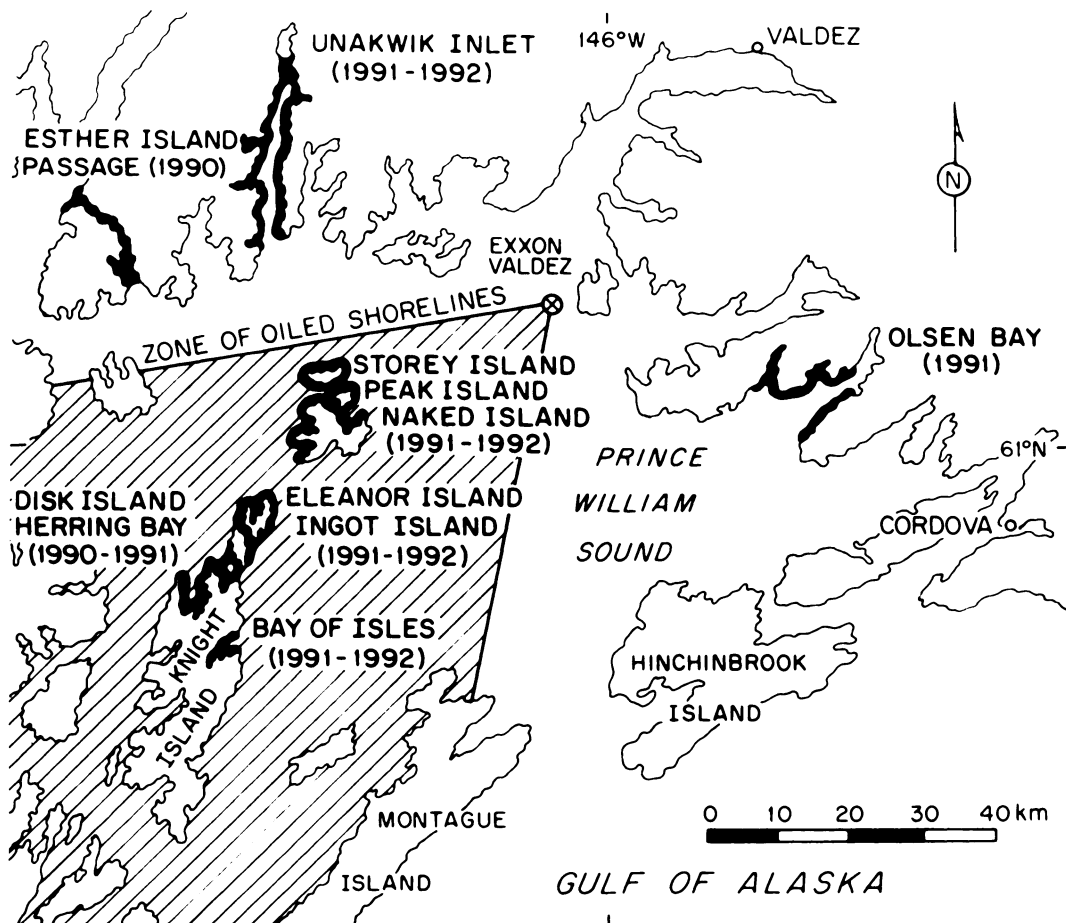 146°W
VALDEZ
UNAKWIK INLET
(1991-1992)
ESTHER ISLAND
PASSAGE (1990)
N
EXXON
VALDEZ
ZONE OF OILED SHORELINES
OLSEN BAY
(1991)
STOREY ISLAND
PEAK ISLAND
NAKED ISLAND
(1991-1992)
PRINCE
WILLIAM
SOUND
61°N
CORDOVA
DISK ISLAND
HERRING BAY
(1990-1991)
ELEANOR ISLAND
INGOT ISLAND
(1991-1992)
BAY OF ISLES
(1991-1992)
KNIGHT
ISLAND
HINCHINBROOK
ISLAND
MONTAGUE
ISLAND
0 10 20 30 40 km
GULF OF ALASKA